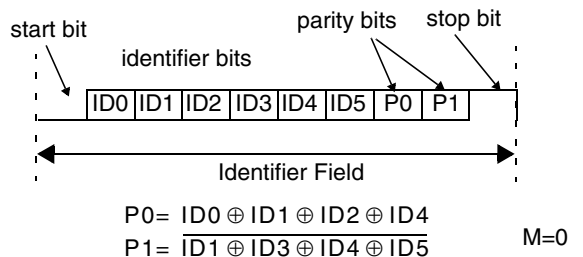 start bit
parity bits
stop bit
identifier bits
ID0 ID1 ID2 ID3 ID4 ID5 P0 P1
Identifier Field
P0= ID0 ⊕ ID1 ⊕ ID2 ⊕ ID4
P1= ID1 ⊕ ID3 ⊕ ID4 ⊕ ID5
M=0